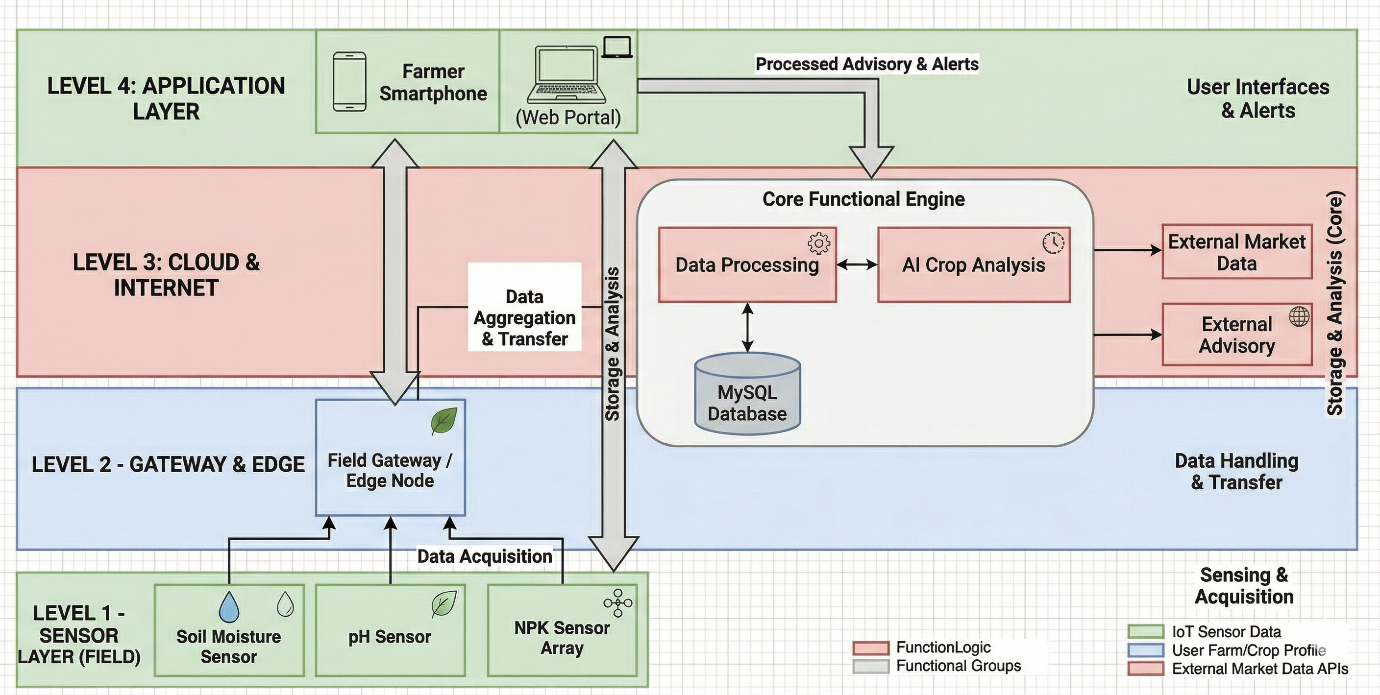 LEVEL 4: APPLICATION
LAYER
Farmer
Smartphone
(Web Portal)
Processed Advisory & Alerts
User Interfaces
& Alerts
LEVEL 3: CLOUD &
INTERNET
Data
Aggregation
& Transfer
Storage & Analysis
Core Functional Engine
Data Processing
AI Crop Analysis
MySQL
Database
External Market
Data
External
Advisory
Storage & Analysis (Core)
LEVEL 2 - GATEWAY & EDGE
Field Gateway /
Edge Node
Data Handling
& Transfer
Data Acquisition
LEVEL 1 -
SENSOR
LAYER (FIELD)
Soil Moisture
Sensor
pH Sensor
NPK Sensor
Array
Sensing &
Acquisition
FunctionLogic
Functional Groups
IoT Sensor Data
User Farm/Crop Profile
External Market Data APIs